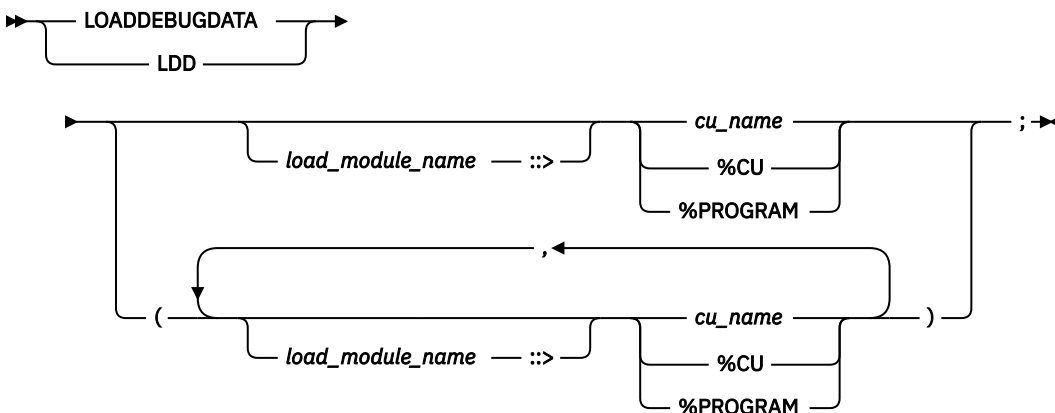 LOADDEBUGDATA
LDD
cu_name
load_module_name ::>
%CU
%PROGRAM
;
,
(
cu_name
)
load_module_name ::>
%CU
%PROGRAM